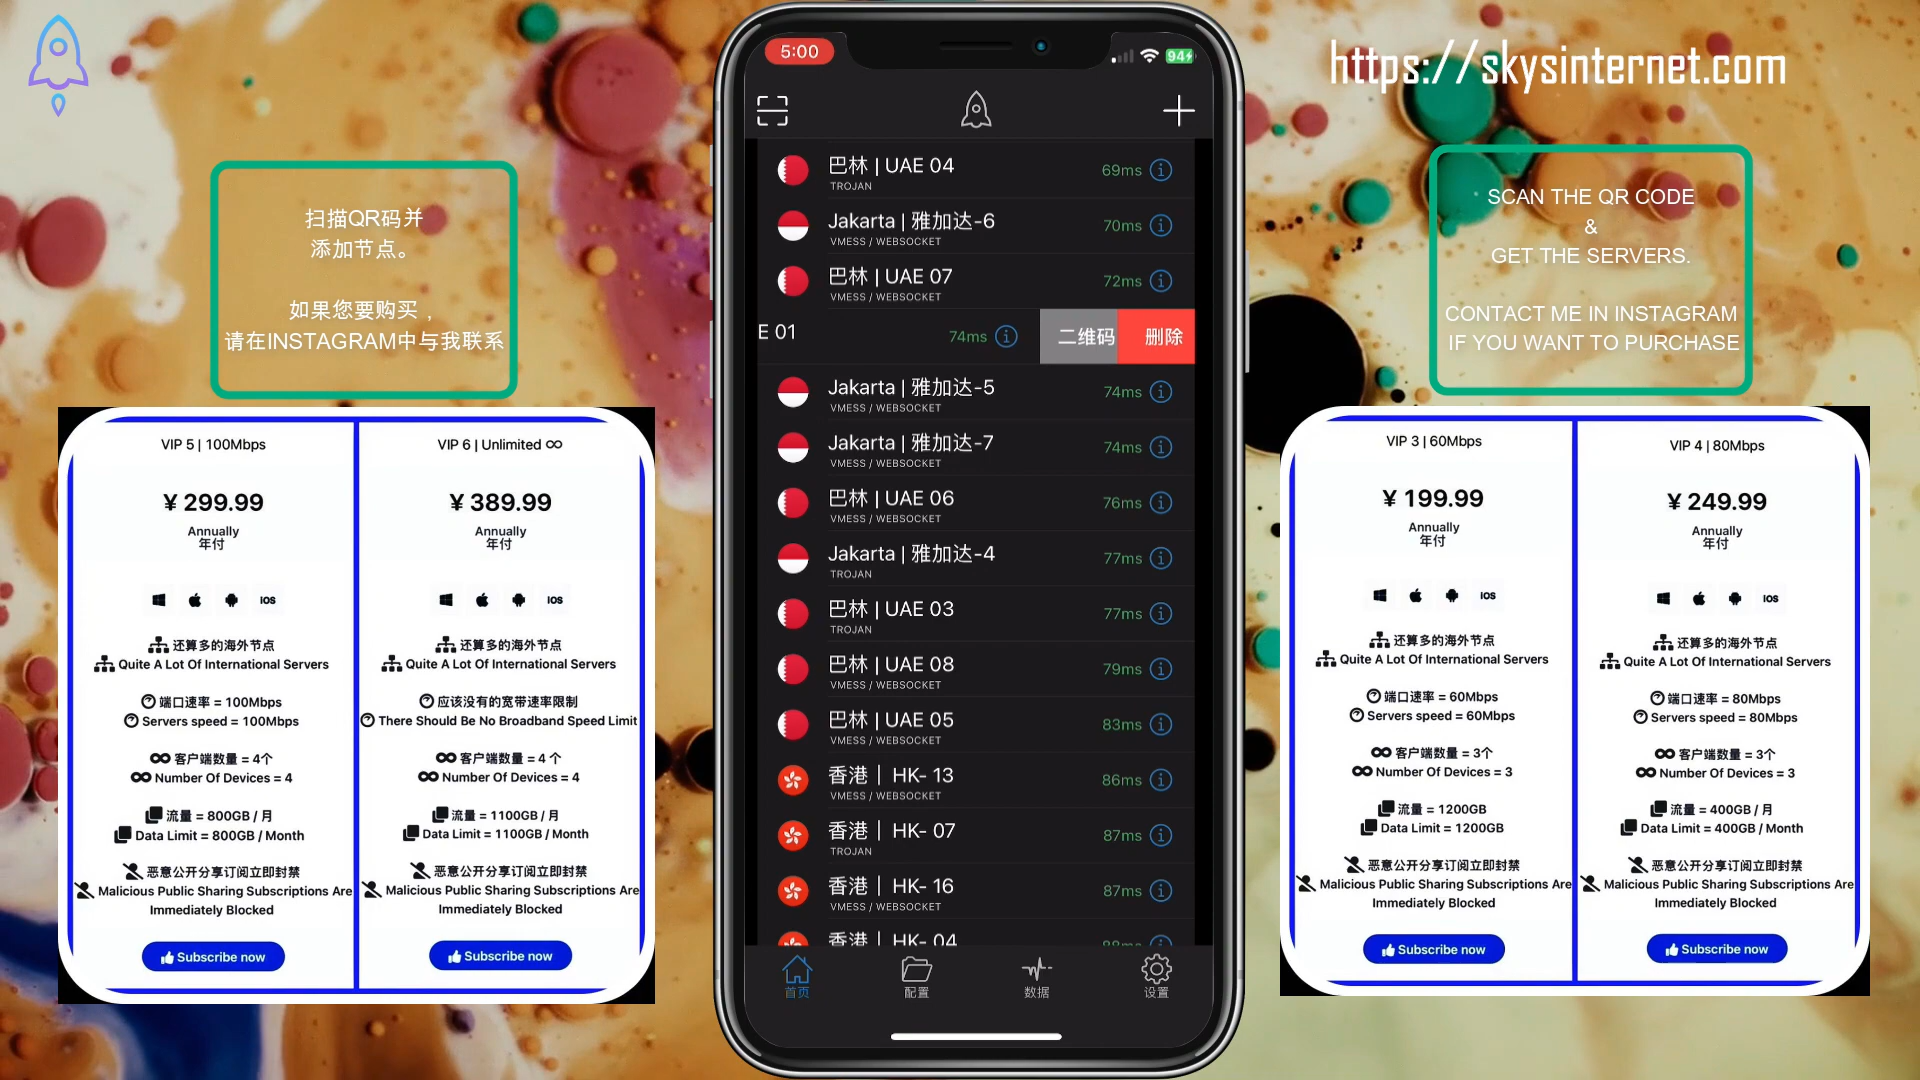 https://skysinternet.com
扫描QR码并
添加节点。
如果您要购买，
请在INSTAGRAM中与我联系
VIP 5 | 100Mbps
¥ 299.99
Annually
年付
iOS
还算多的海外节点
Quite A Lot Of International Servers
端口速率 = 100Mbps
Servers speed = 100Mbps
客户端数量 = 4个
Number Of Devices = 4
流量 = 800GB / 月
Data Limit = 800GB / Month
恶意公开分享订阅立即封禁
Malicious Public Sharing Subscriptions Are
Immediately Blocked
Subscribe now
VIP 6 | Unlimited ∞
¥ 389.99
Annually
年付
iOS
还算多的海外节点
Quite A Lot Of International Servers
应该没有的宽带速率限制
There Should Be No Broadband Speed Limit
客户端数量 = 4 个
Number Of Devices = 4
流量 = 1100GB / 月
Data Limit = 1100GB / Month
恶意公开分享订阅立即封禁
Malicious Public Sharing Subscriptions Are
Immediately Blocked
Subscribe now
5:00
94
巴林 | UAE 04
TROJAN
69ms
Jakarta | 雅加达-6
VMESS / WEBSOCKET
70ms
巴林 | UAE 07
VMESS / WEBSOCKET
72ms
E 01
74ms
二维码
删除
Jakarta | 雅加达-5
VMESS / WEBSOCKET
74ms
Jakarta | 雅加达-7
VMESS / WEBSOCKET
74ms
巴林 | UAE 06
VMESS / WEBSOCKET
76ms
Jakarta | 雅加达-4
TROJAN
77ms
巴林 | UAE 03
TROJAN
77ms
巴林 | UAE 08
VMESS / WEBSOCKET
79ms
巴林 | UAE 05
VMESS / WEBSOCKET
83ms
香港｜ HK- 13
VMESS / WEBSOCKET
86ms
香港｜ HK- 07
TROJAN
87ms
香港｜ HK- 16
VMESS / WEBSOCKET
87ms
香港｜ HK- 04
88ms
首页
配置
数据
设置
SCAN THE QR CODE
&
GET THE SERVERS.
CONTACT ME IN INSTAGRAM
IF YOU WANT TO PURCHASE
VIP 3 | 60Mbps
¥ 199.99
Annually
年付
iOS
还算多的海外节点
Quite A Lot Of International Servers
端口速率 = 60Mbps
Servers speed = 60Mbps
客户端数量 = 3个
Number Of Devices = 3
流量 = 1200GB
Data Limit = 1200GB
恶意公开分享订阅立即封禁
Malicious Public Sharing Subscriptions Are
Immediately Blocked
Subscribe now
VIP 4 | 80Mbps
¥ 249.99
Annually
年付
iOS
还算多的海外节点
Quite A Lot Of International Servers
端口速率 = 80Mbps
Servers speed = 80Mbps
客户端数量 = 3个
Number Of Devices = 3
流量 = 400GB / 月
Data Limit = 400GB / Month
恶意公开分享订阅立即封禁
Malicious Public Sharing Subscriptions Are
Immediately Blocked
Subscribe now